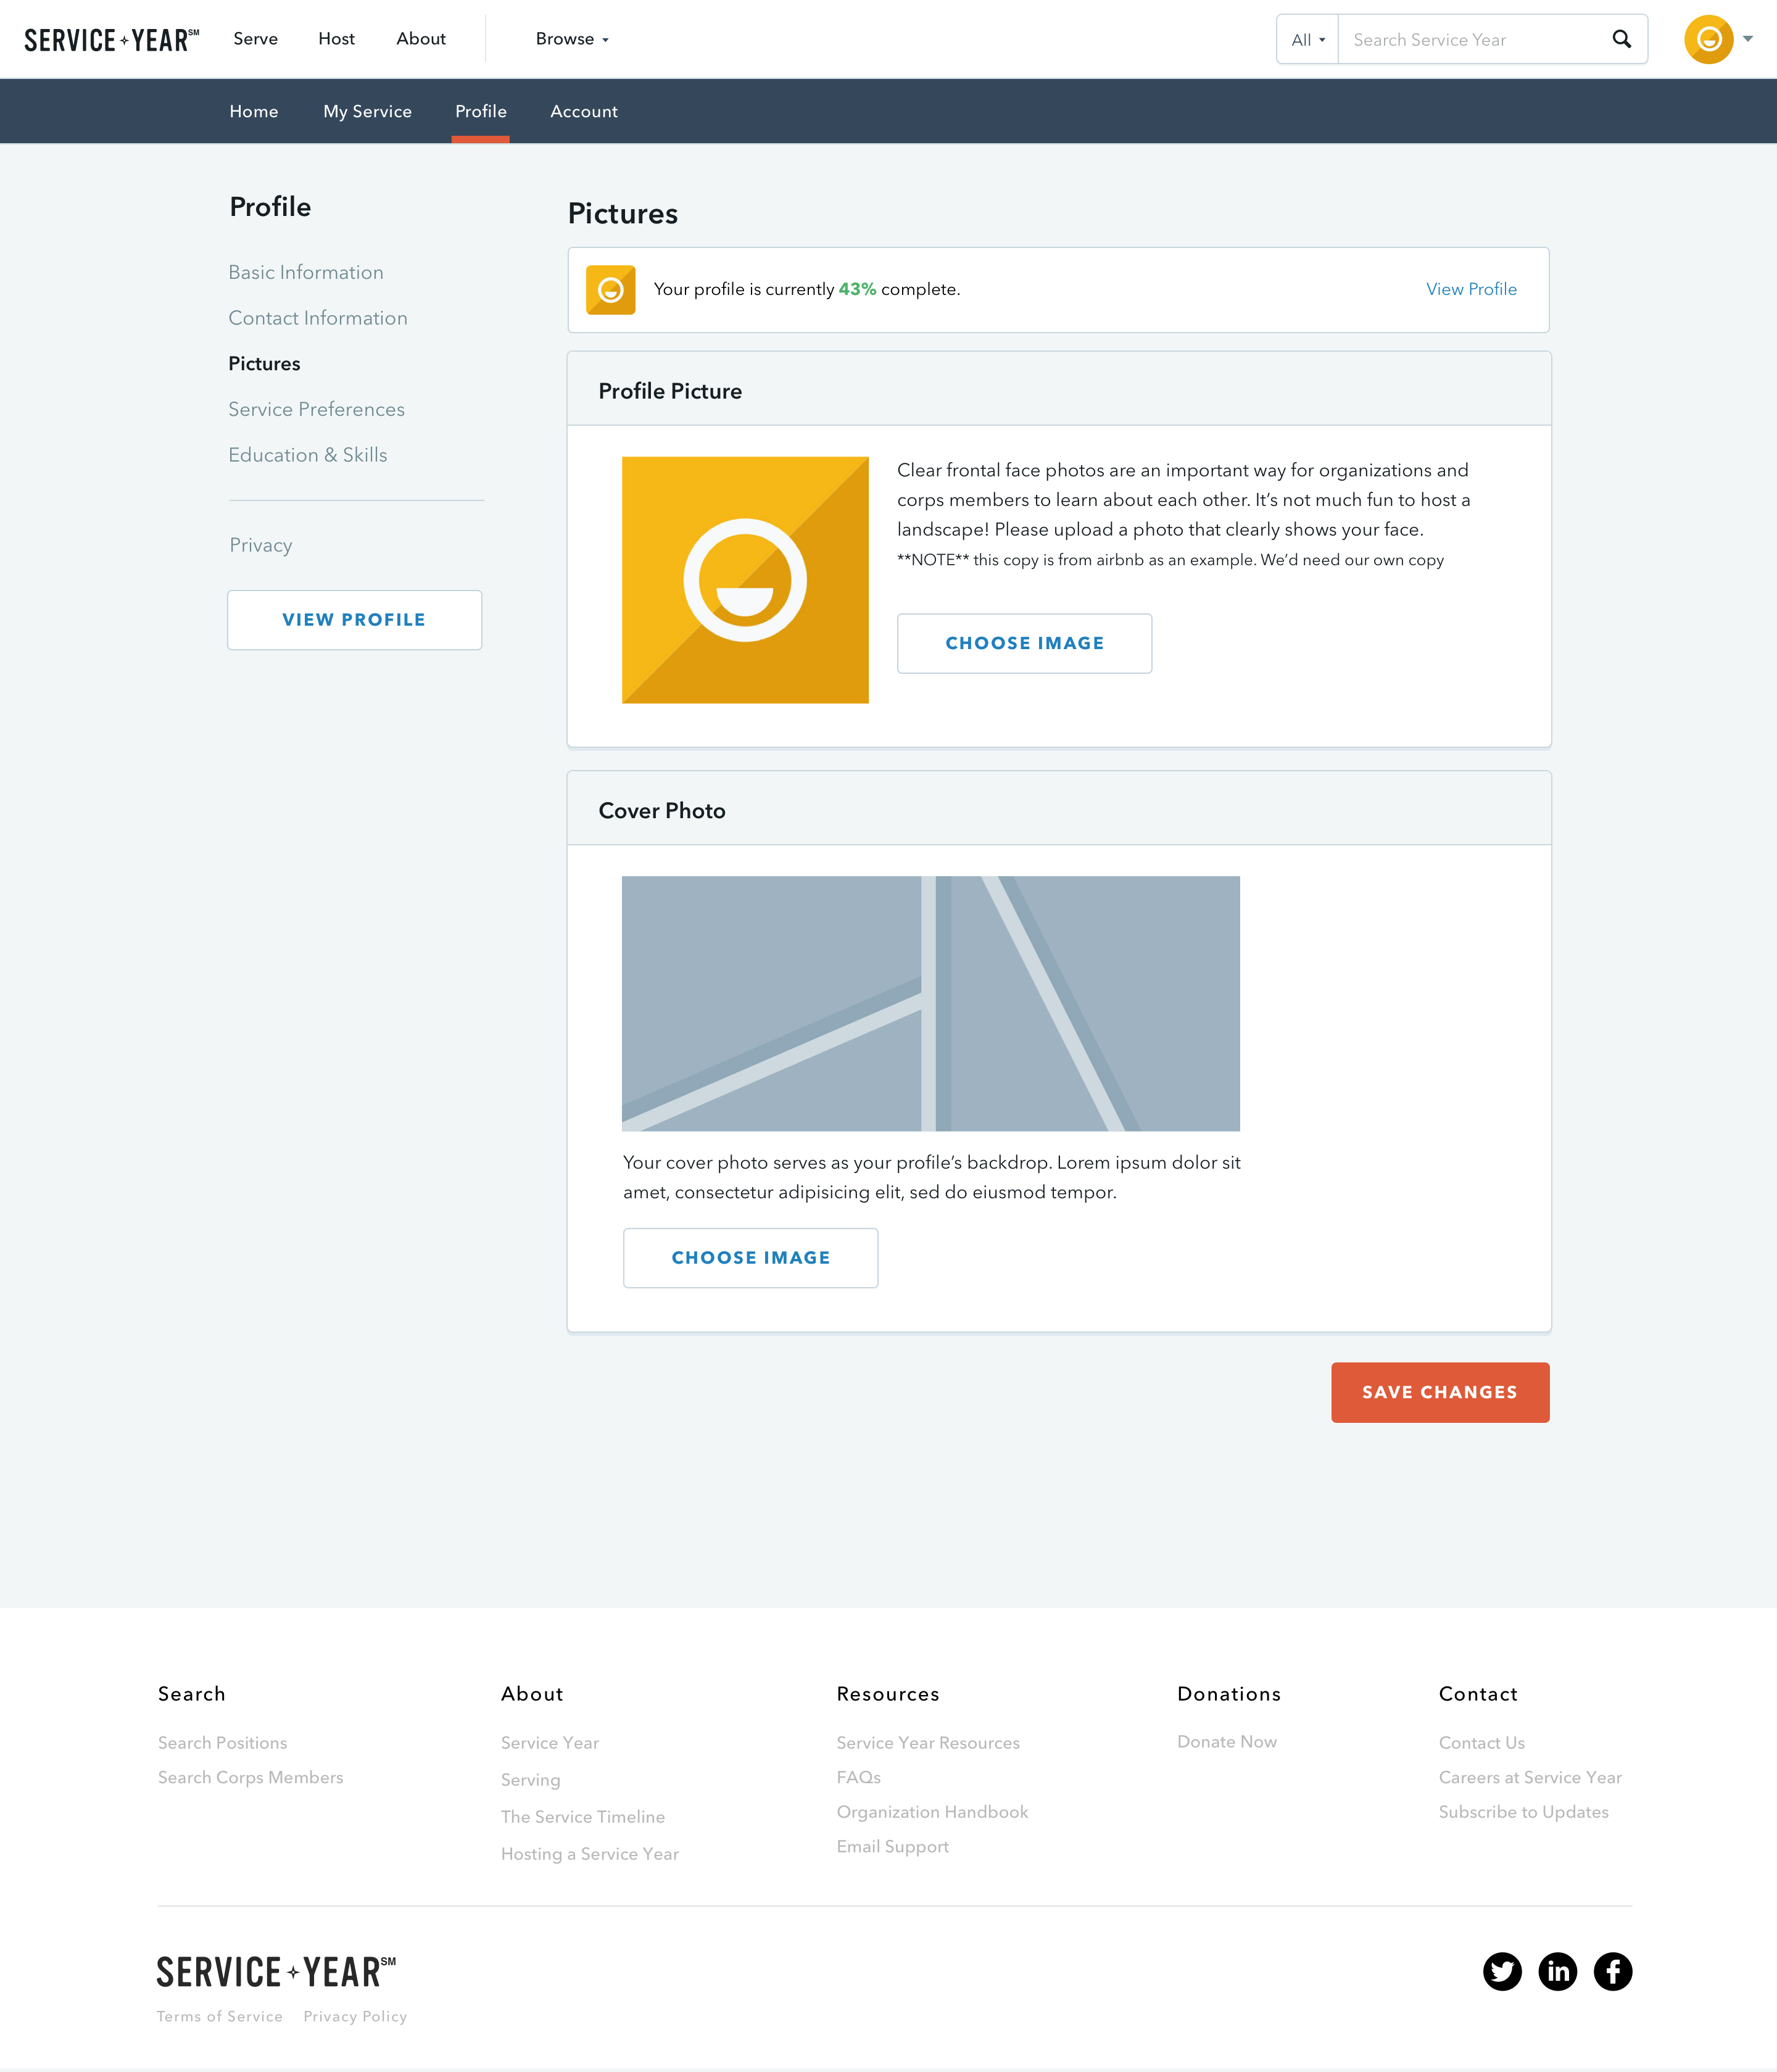 SERVICE YEAR SM
Serve
Host
About
Browse
All
Search Service Year
Home
My Service
Profile
Account
Profile
Basic Information
Contact Information
Pictures
Service Preferences
Education & Skills
Privacy
VIEW PROFILE
Pictures
Your profile is currently 43% complete.
View Profile
Profile Picture
Clear frontal face photos are an important way for organizations and
corps members to learn about each other. It’s not much fun to host a
landscape! Please upload a photo that clearly shows your face.
**NOTE** this copy is from airbnb as an example. We’d need our own copy
CHOOSE IMAGE
Cover Photo
Your cover photo serves as your profile’s backdrop. Lorem ipsum dolor sit
amet, consectetur adipisicing elit, sed do eiusmod tempor.
CHOOSE IMAGE
SAVE CHANGES
Search
Search Positions
Search Corps Members
About
Service Year
Serving
The Service Timeline
Hosting a Service Year
Resources
Service Year Resources
FAQs
Organization Handbook
Email Support
Donations
Donate Now
Contact
Contact Us
Careers at Service Year
Subscribe to Updates
SERVICE YEAR SM
Terms of Service
Privacy Policy
in
f